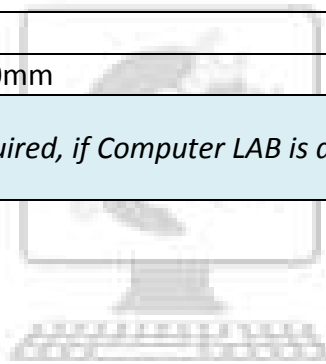 0mm
uired, if Computer LAB is